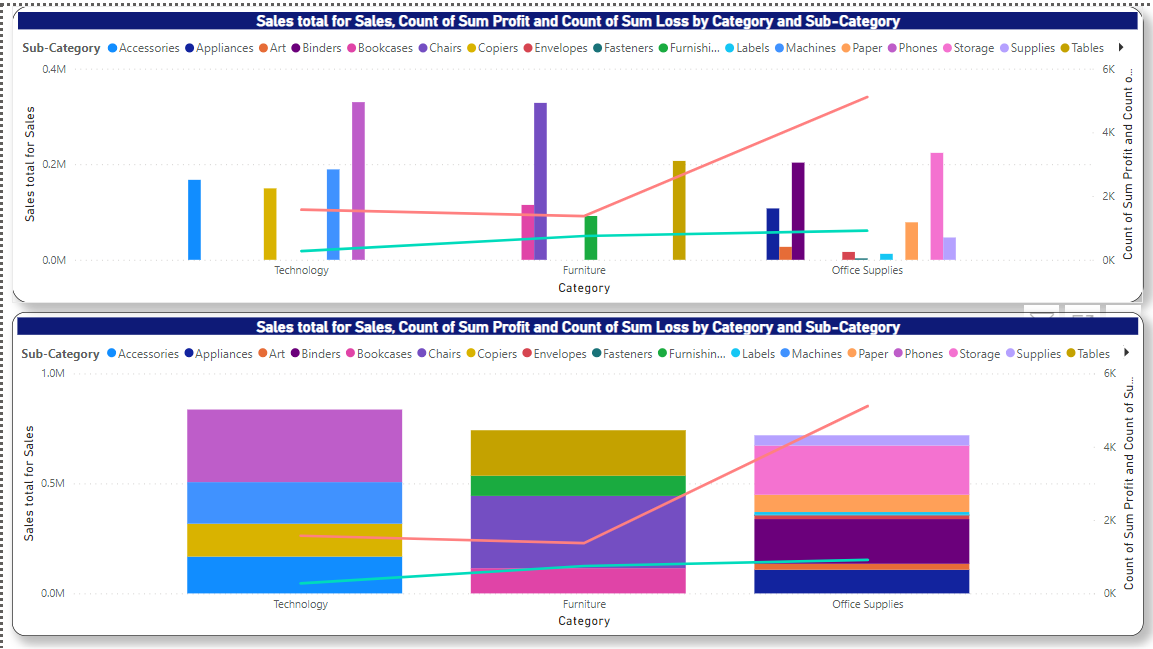 Sales total for Sales, Count of Sum Profit and Count of Sum Loss by Category and Sub-Category
Sub-Category Accessories Appliances Art Binders Bookcases Chairs Copiers Envelopes Fasteners Furnishi... Labels Machines Paper Phones Storage Supplies Tables
0.4M
0.2M
0.0M
Sales total for Sales
6K
4K
2K
0K
Count of Sum Profit and Count o...
Technology Furniture Office Supplies
Category
Sales total for Sales, Count of Sum Profit and Count of Sum Loss by Category and Sub-Category
Sub-Category Accessories Appliances Art Binders Bookcases Chairs Copiers Envelopes Fasteners Furnishin... Labels Machines Paper Phones Storage Supplies Tables
1.0M
0.5M
0.0M
Sales total for Sales
6K
4K
2K
0K
Count of Sum Profit and Count of Su...
Technology Furniture Office Supplies
Category